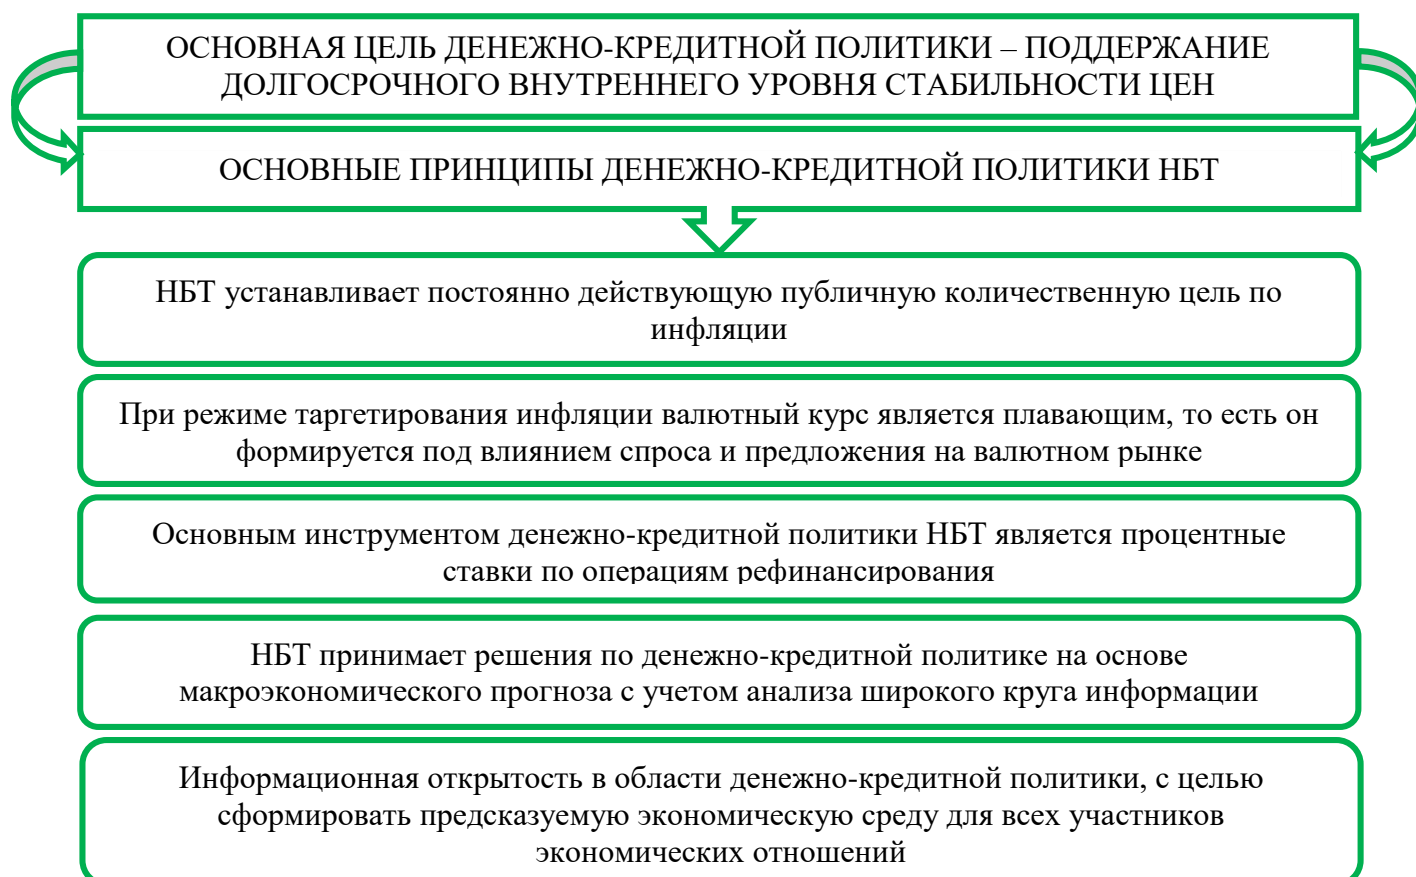 ОСНОВНАЯ ЦЕЛЬ ДЕНЕЖНО-КРЕДИТНОЙ ПОЛИТИКИ – ПОДДЕРЖАНИЕ
ДОЛГОСРОЧНОГО ВНУТРЕННЕГО УРОВНЯ СТАБИЛЬНОСТИ ЦЕН
ОСНОВНЫЕ ПРИНЦИПЫ ДЕНЕЖНО-КРЕДИТНОЙ ПОЛИТИКИ НБТ
НБТ устанавливает постоянно действующую публичную количественную цель по
инфляции
При режиме таргетирования инфляции валютный курс является плавающим, то есть он
формируется под влиянием спроса и предложения на валютном рынке
Основным инструментом денежно-кредитной политики НБТ является процентные
ставки по операциям рефинансирования
НБТ принимает решения по денежно-кредитной политике на основе
макроэкономического прогноза с учетом анализа широкого круга информации
Информационная открытость в области денежно-кредитной политики, с целью
сформировать предсказуемую экономическую среду для всех участников
экономических отношений